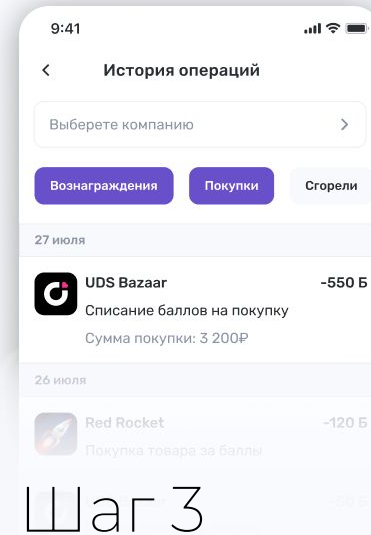 9:41
История операций
Выберете компанию
Вознаграждения
Покупки
Сгорели
27 июля
UDS Bazaar
-550 Б
Списание баллов на покупку
Сумма покупки: 3 200₽
26 июля
Red Rocket
-120 Б
Покупка товара за баллы
Шаг 3